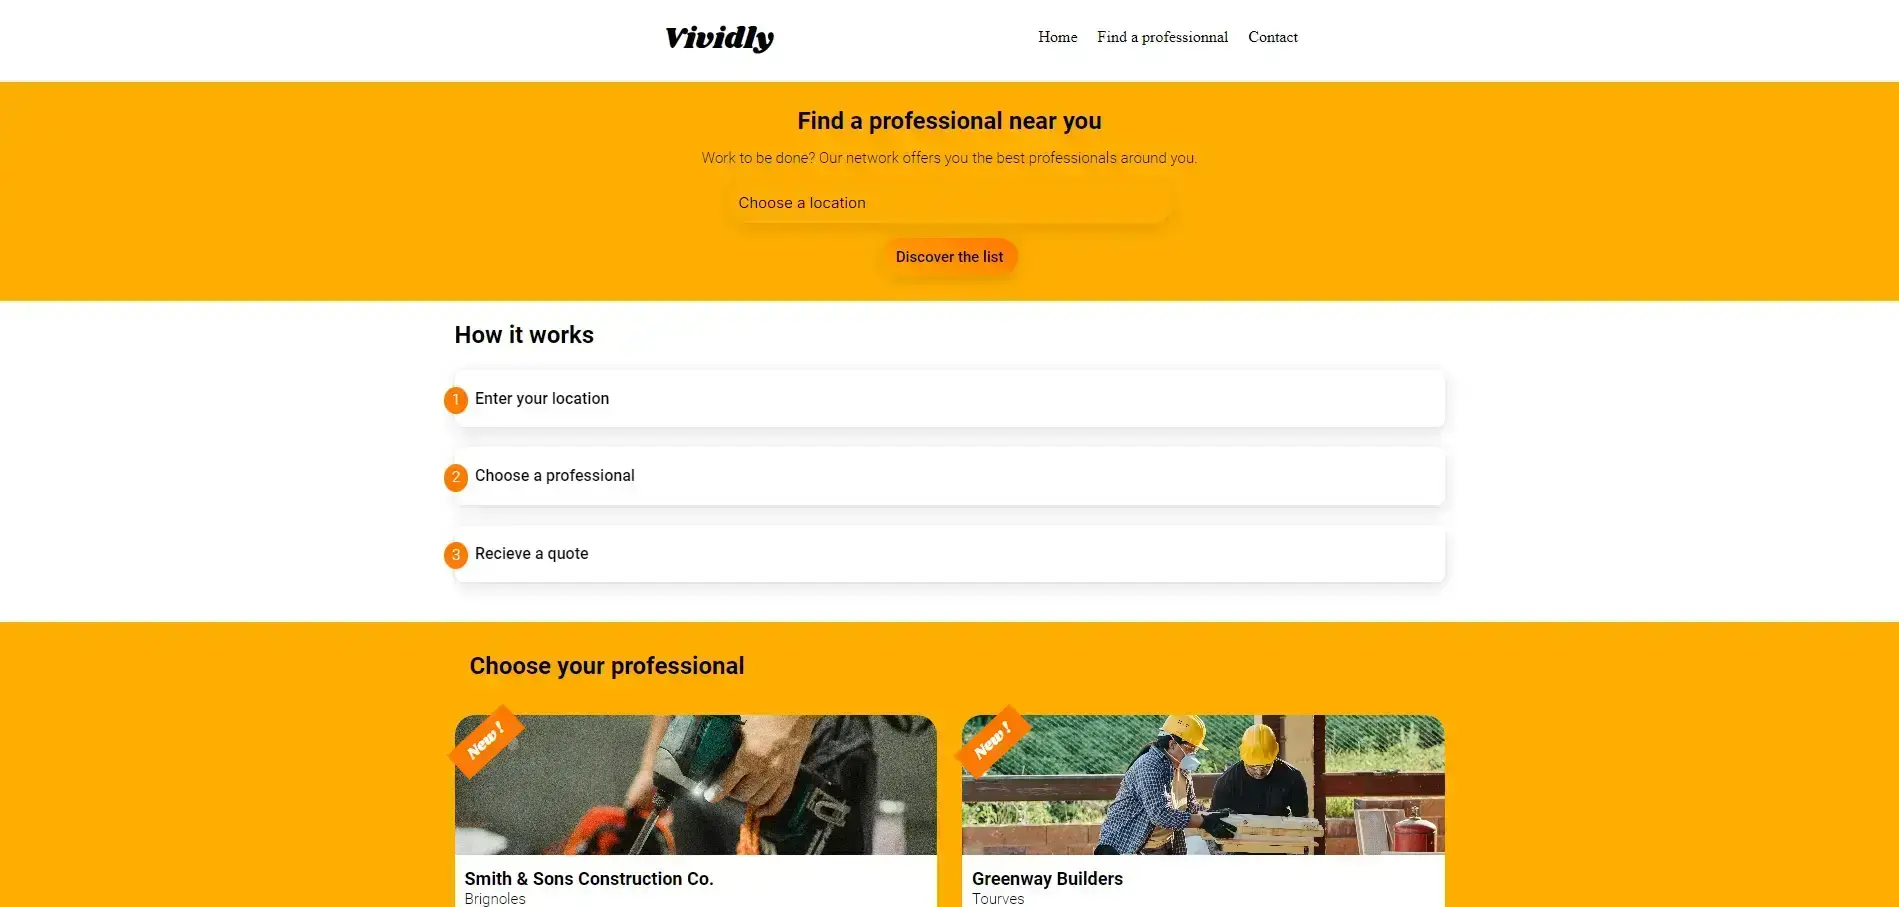 Vividly
Home Find a professionnal Contact
Find a professional near you
Work to be done? Our network offers you the best professionals around you.
Choose a location
Discover the list
How it works
1 Enter your location
2 Choose a professional
3 Recieve a quote
Choose your professional
New !
New !
Smith & Sons Construction Co.
Brignoles
Greenway Builders
Tourves